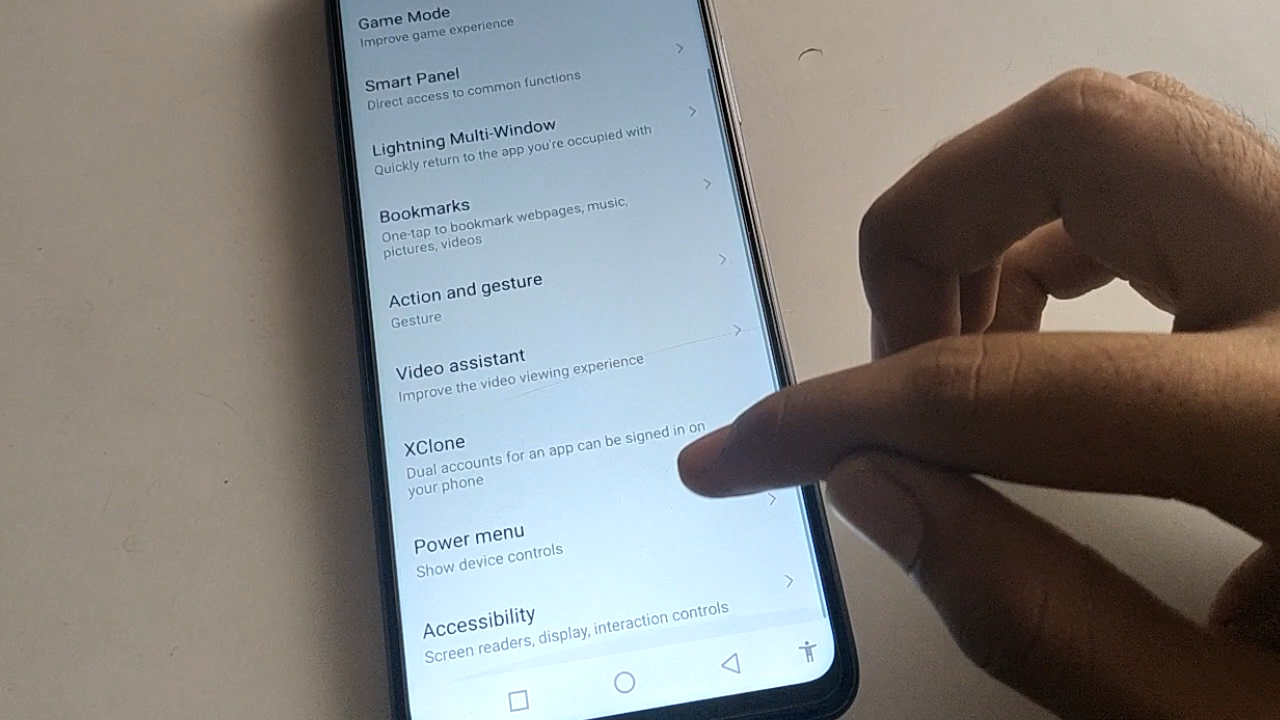 Game Mode
Improve game experience
Smart Panel
Direct access to common functions
Lightning Multi-Window
Quickly return to the app you're occupied with
Bookmarks
One-tap to bookmark webpages, music,
pictures, videos
Action and gesture
Gesture
Video assistant
Improve the video viewing experience
XClone
Dual accounts for an app can be signed in on
your phone
Power menu
Show device controls
Accessibility
Screen readers, display, interaction controls